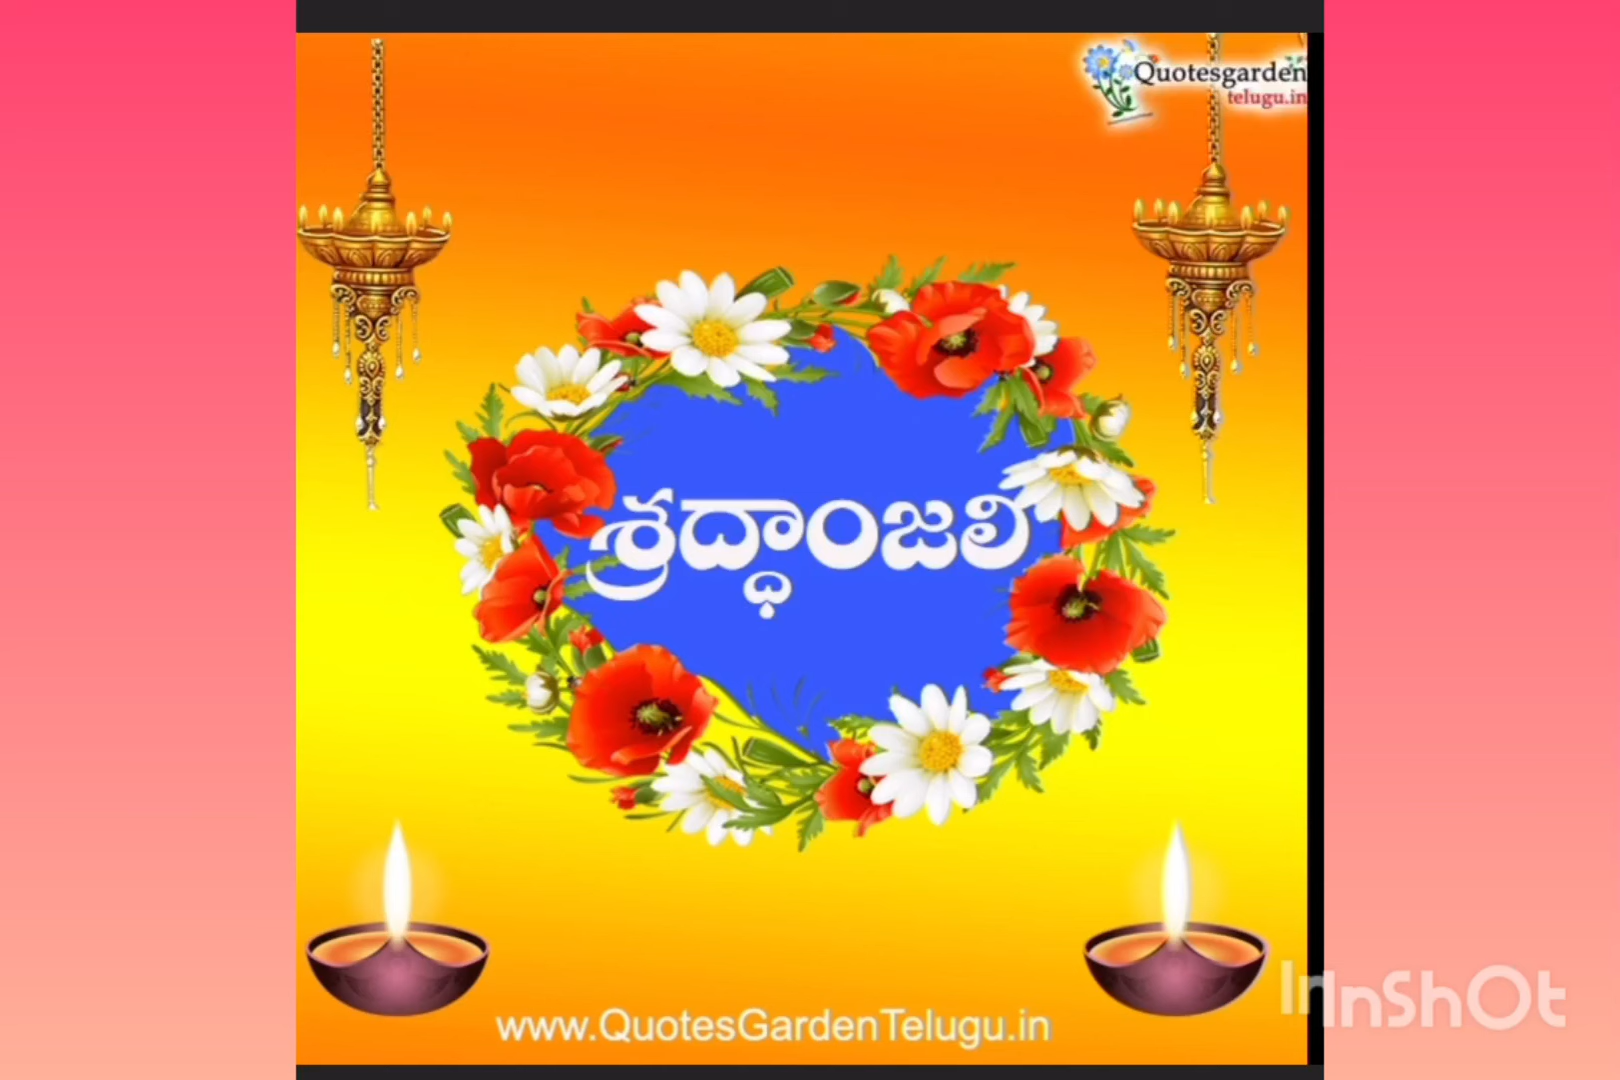 Quotesgarden
telugu.in
శ్రద్ధాంజలి
www.QuotesGardenTelugu.in
InShOt